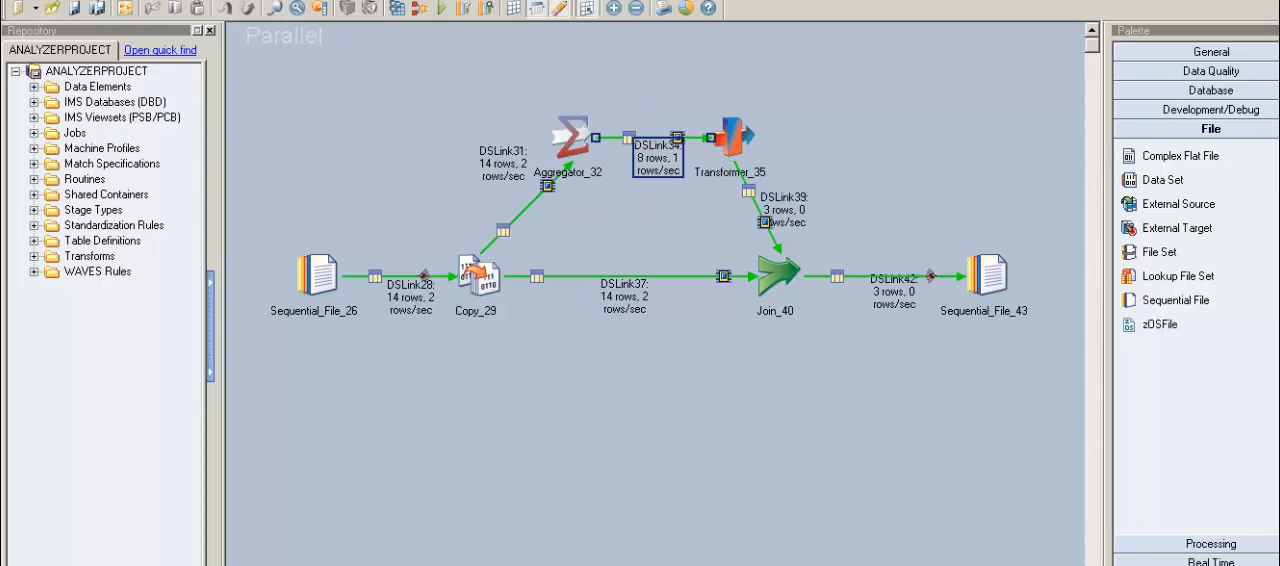 Repository
ANALYZERPROJECT
Open quick find
ANALYZERPROJECT
Data Elements
IMS Databases (DBD)
IMS Viewsets (PSB/PCB)
Jobs
Machine Profiles
Match Specifications
Routines
Shared Containers
Stage Types
Standardization Rules
Table Definitions
Transforms
WAVES Rules
Parallel
DSLink31:
14 rows, 2
rows/sec
Aggregator_32
DSLink34:
8 rows, 1
rows/sec
Transformer_35
DSLink39:
3 rows, 0
rows/sec
Sequential_File_26
DSLink28:
14 rows, 2
rows/sec
Copy_29
DSLink37:
14 rows, 2
rows/sec
Join_40
DSLink42:
3 rows, 0
rows/sec
Sequential_File_43
Palette
General
Data Quality
Database
Development/Debug
File
Complex Flat File
Data Set
External Source
External Target
File Set
Lookup File Set
Sequential File
zOSFile
Processing
Real Time